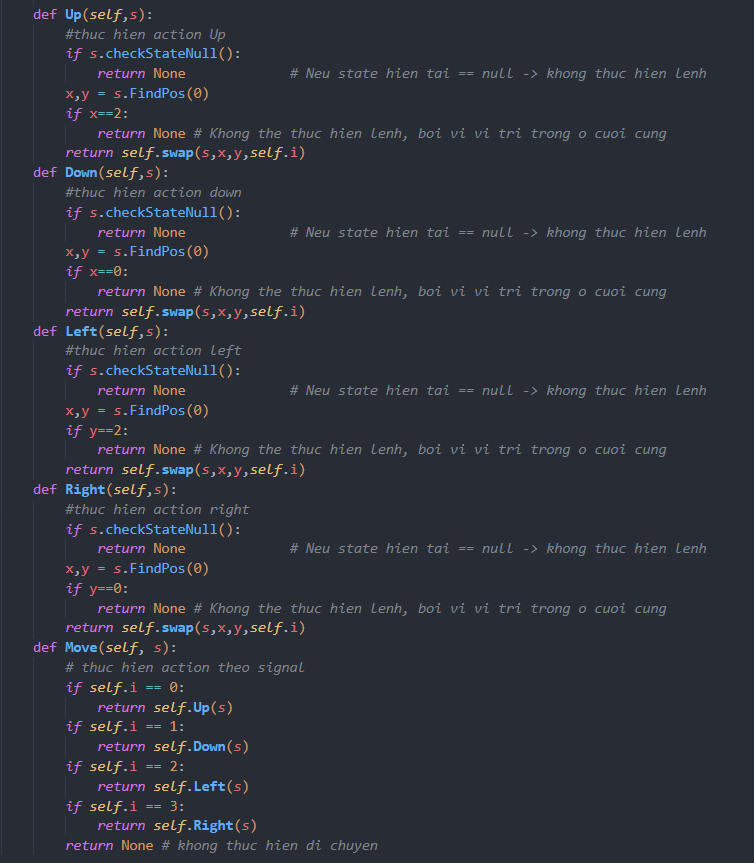 def Up(self,s):
    #thuc hien action Up
    if s.checkStateNull():
        return None             # Neu state hien tai == null -> khong thuc hien lenh
    x,y = s.FindPos(0)
    if x==2:
        return None # Khong the thuc hien lenh, boi vi vi tri trong o cuoi cung
    return self.swap(s,x,y,self.i)
def Down(self,s):
    #thuc hien action down
    if s.checkStateNull():
        return None             # Neu state hien tai == null -> khong thuc hien lenh
    x,y = s.FindPos(0)
    if x==0:
        return None # Khong the thuc hien lenh, boi vi vi tri trong o cuoi cung
    return self.swap(s,x,y,self.i)
def Left(self,s):
    #thuc hien action left
    if s.checkStateNull():
        return None             # Neu state hien tai == null -> khong thuc hien lenh
    x,y = s.FindPos(0)
    if y==2:
        return None # Khong the thuc hien lenh, boi vi vi tri trong o cuoi cung
    return self.swap(s,x,y,self.i)
def Right(self,s):
    #thuc hien action right
    if s.checkStateNull():
        return None             # Neu state hien tai == null -> khong thuc hien lenh
    x,y = s.FindPos(0)
    if y==0:
        return None # Khong the thuc hien lenh, boi vi vi tri trong o cuoi cung
    return self.swap(s,x,y,self.i)
def Move(self, s):
    # thuc hien action theo signal
    if self.i == 0:
        return self.Up(s)
    if self.i == 1:
        return self.Down(s)
    if self.i == 2:
        return self.Left(s)
    if self.i == 3:
        return self.Right(s)
    return None # khong thuc hien di chuyen